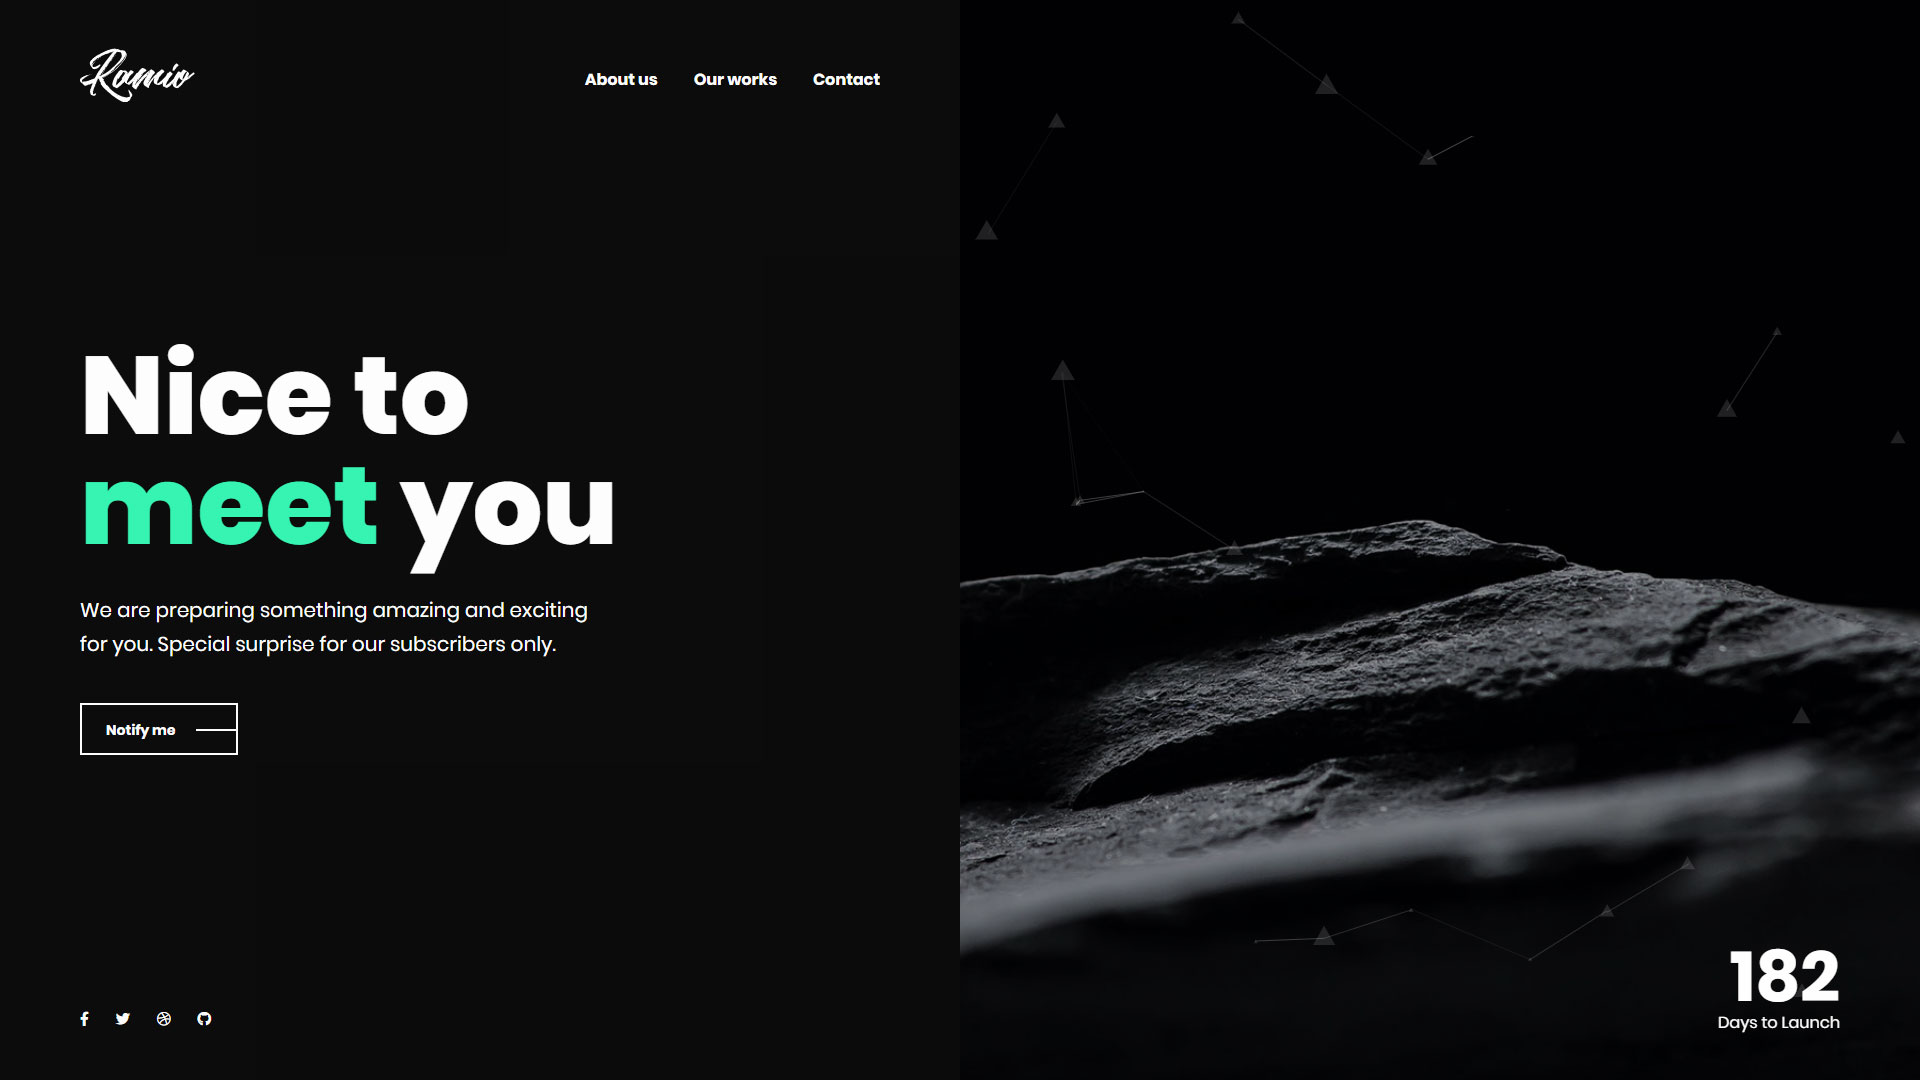 Ramio
About us Our works Contact
Nice to
meet you
We are preparing something amazing and exciting
for you. Special surprise for our subscribers only.
Notify me
182
Days to Launch